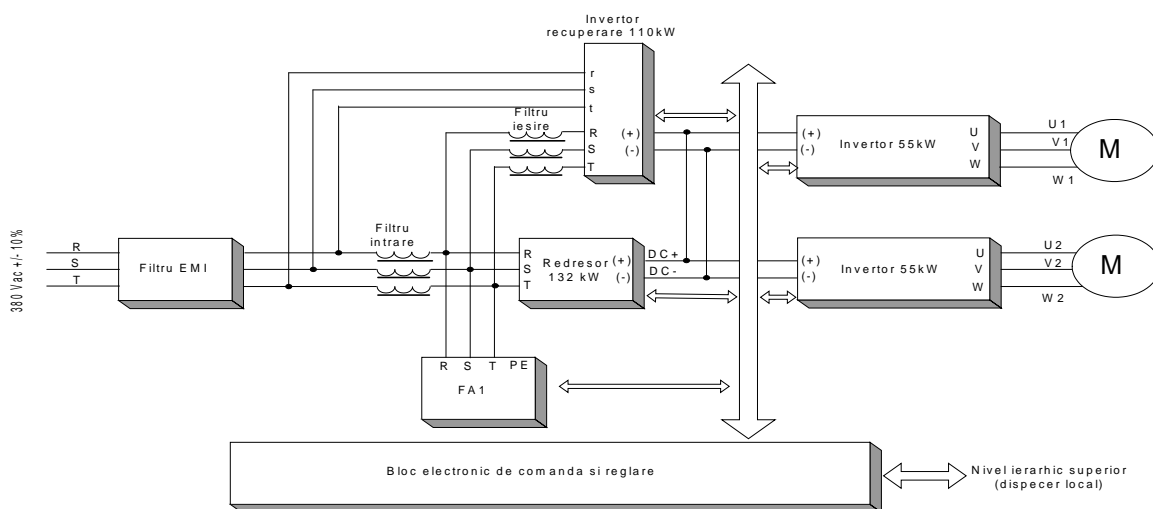 Invertor
recuperare 110kW
r
s
t
Filtru
iesire
R (+)
S (-)
T
(+) U
(-) Invertor 55kW V
W
U1
V1
W1
M
380 Vac +/-10%
R
S
T
Filtru EMI
Filtru
intrare
R Redresor (+)
S 132 kW (-)
T
DC+
DC-
(+) U
(-) Invertor 55kW V
W
U2
V2
W2
M
R S T PE
FA1
Bloc electronic de comanda si reglare
Nivel ierarhic superior
(dispecer local)